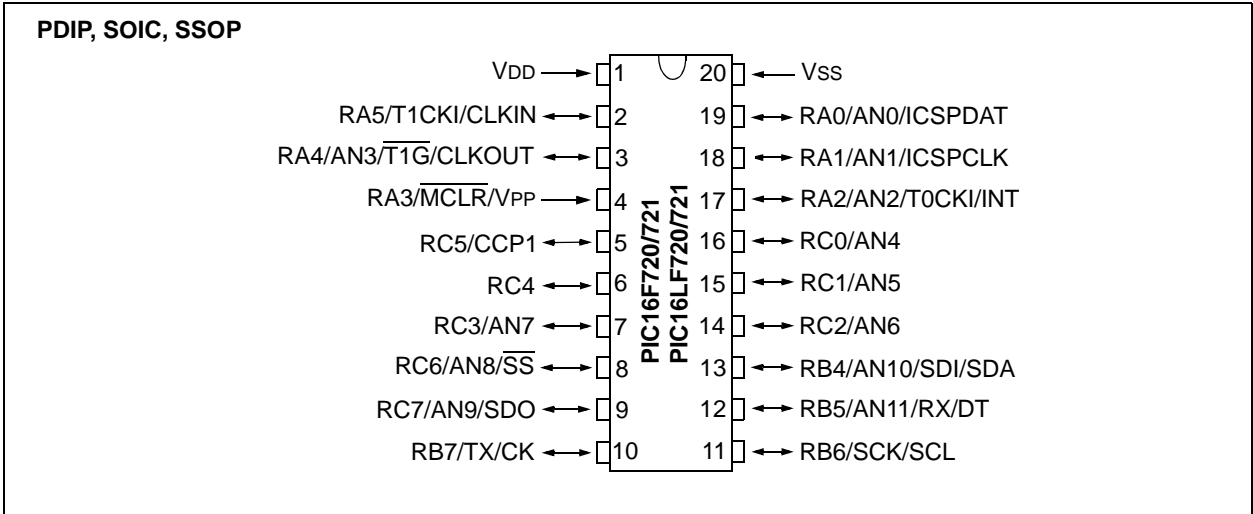 PDIP, SOIC, SSOP
VDD 1 20 VSS
RA5/T1CKI/CLKIN 2 19 RA0/AN0/ICSPDAT
RA4/AN3/T1G/CLKOUT 3 18 RA1/AN1/ICSPCLK
RA3/MCLR/VPP 4 17 RA2/AN2/T0CKI/INT
RC5/CCP1 5 16 RC0/AN4
RC4 6 15 RC1/AN5
RC3/AN7 7 14 RC2/AN6
RC6/AN8/SS 8 13 RB4/AN10/SDI/SDA
RC7/AN9/SDO 9 12 RB5/AN11/RX/DT
RB7/TX/CK 10 11 RB6/SCK/SCL
PIC16F720/721
PIC16LF720/721